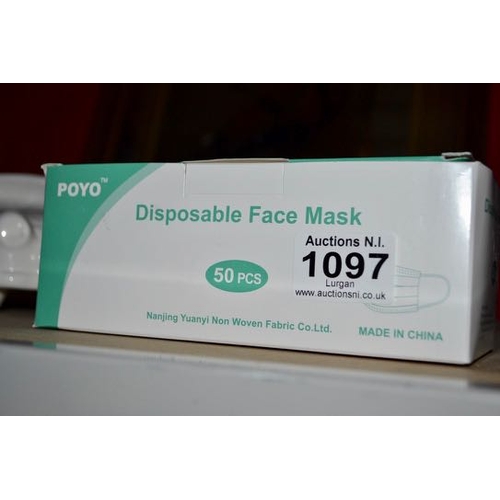 POYO™
Disposable Face Mask
50 PCS
Auctions N.I.
1097
Lurgan
www.auctionsni.co.uk
Nanjing Yuanyi Non Woven Fabric Co.Ltd.
MADE IN CHINA